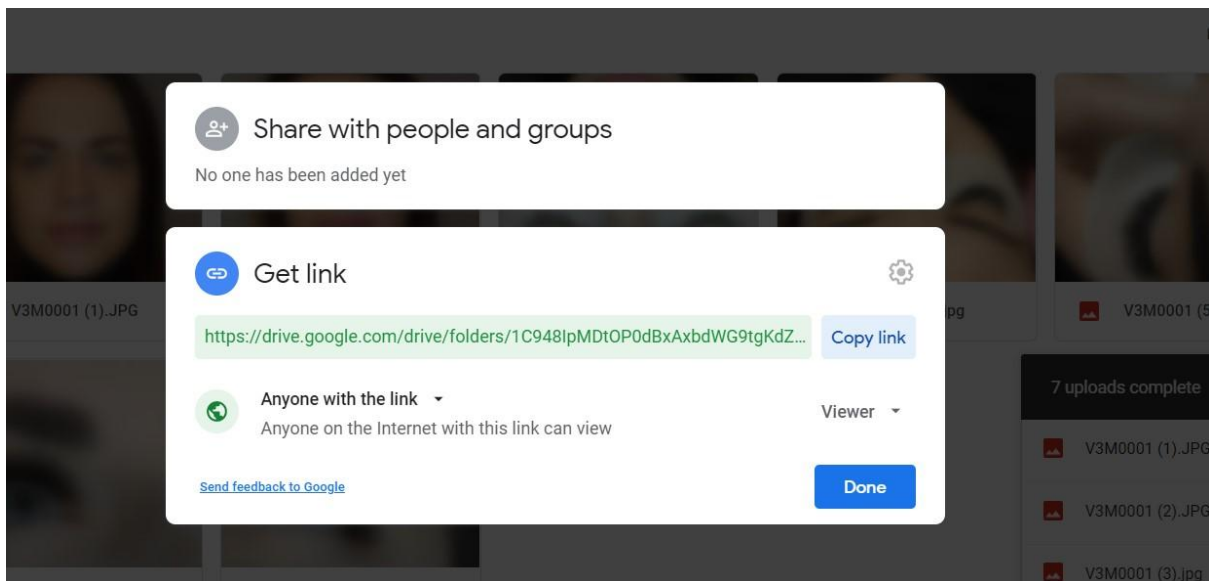 Share with people and groups
No one has been added yet
Get link
https://drive.google.com/drive/folders/1C948IpMDtOP0dBxAxbdWG9tgKdZ...
Copy link
Anyone with the link
Anyone on the Internet with this link can view
Viewer
Send feedback to Google
Done
V3M0001 (1).JPG
pg
V3M0001 (5
7 uploads complete
V3M0001 (1).JPG
V3M0001 (2).JPG
V3M0001 (3).jpg